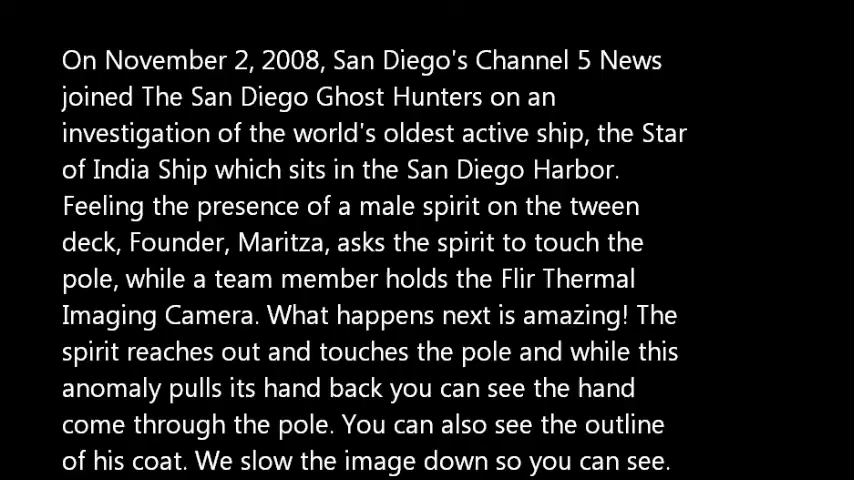 On November 2, 2008, San Diego's Channel 5 News
joined The San Diego Ghost Hunters on an
investigation of the world's oldest active ship, the Star
of India Ship which sits in the San Diego Harbor.
Feeling the presence of a male spirit on the tween
deck, Founder, Maritza, asks the spirit to touch the
pole, while a team member holds the Flir Thermal
Imaging Camera. What happens next is amazing! The
spirit reaches out and touches the pole and while this
anomaly pulls its hand back you can see the hand
come through the pole. You can also see the outline
of his coat. We slow the image down so you can see.